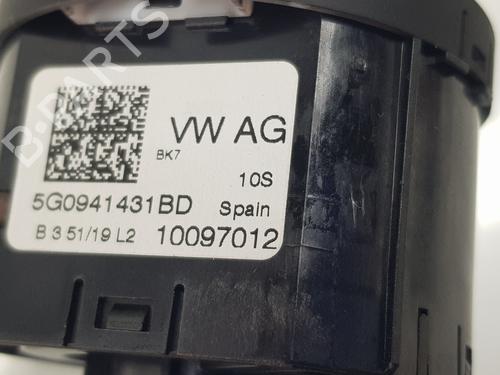 VW AG
BK7
10S
5G0941431BD Spain
B 3 51/19 L2 10097012
B-PARTS